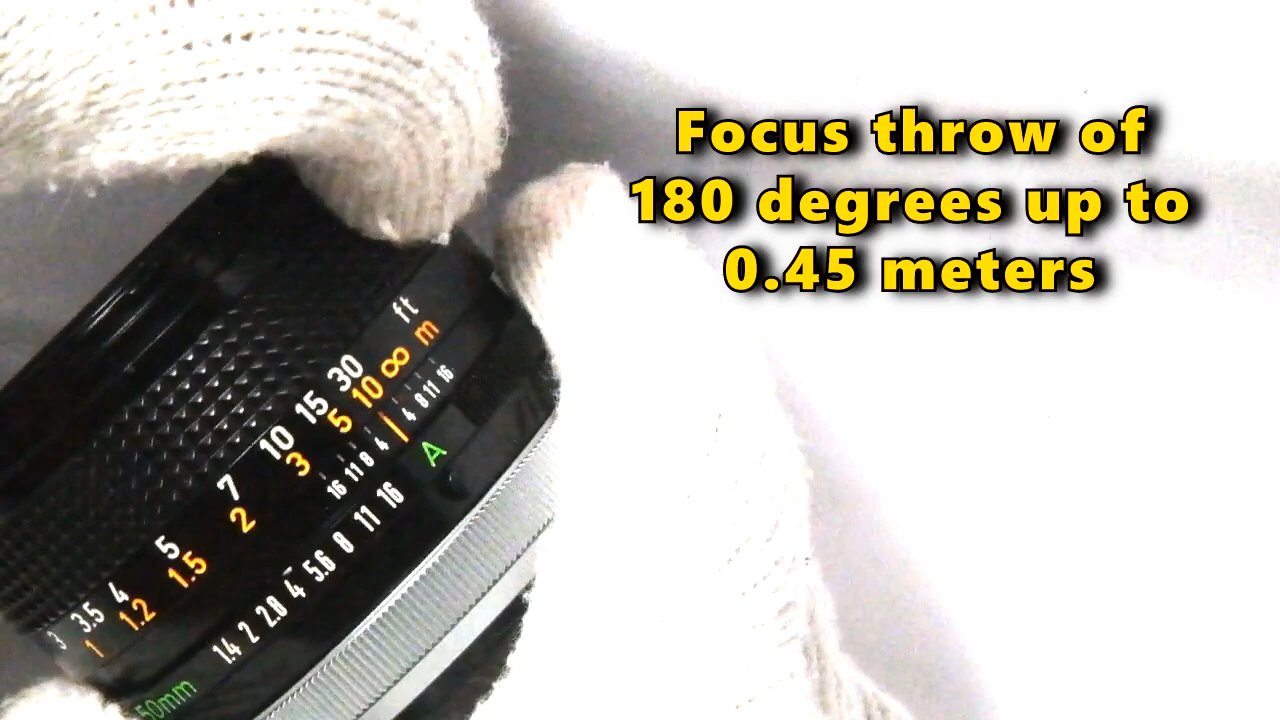 Focus throw of
180 degrees up to
0.45 meters
ft
3 3.5 4 5 7 10 15 30
1 1.2 1.5 2 3 5 10 ∞ m
16 11 8 4 4 8 11 16
1.4 2 2.8 4 5.6 8 11 16 A
50mm